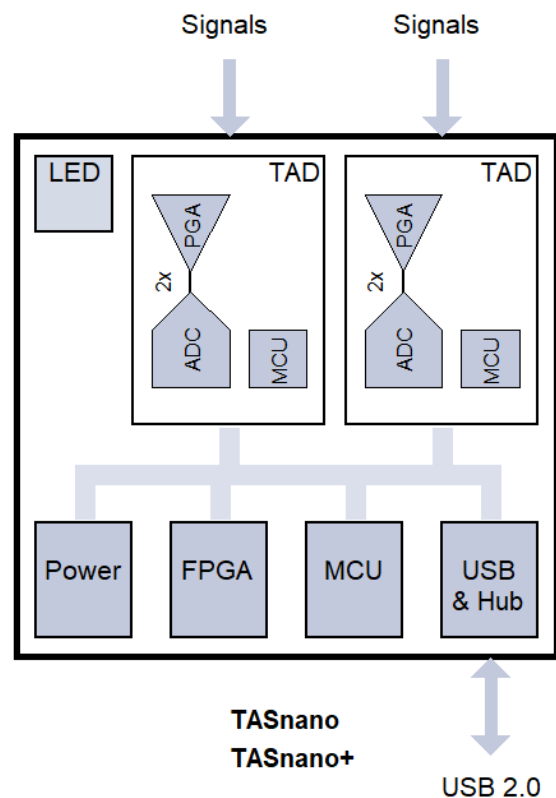 Signals
Signals
LED
TAD
PGA
2x
ADC
MCU
TAD
PGA
2x
ADC
MCU
Power
FPGA
MCU
USB
& Hub
TASnano
TASnano+
USB 2.0